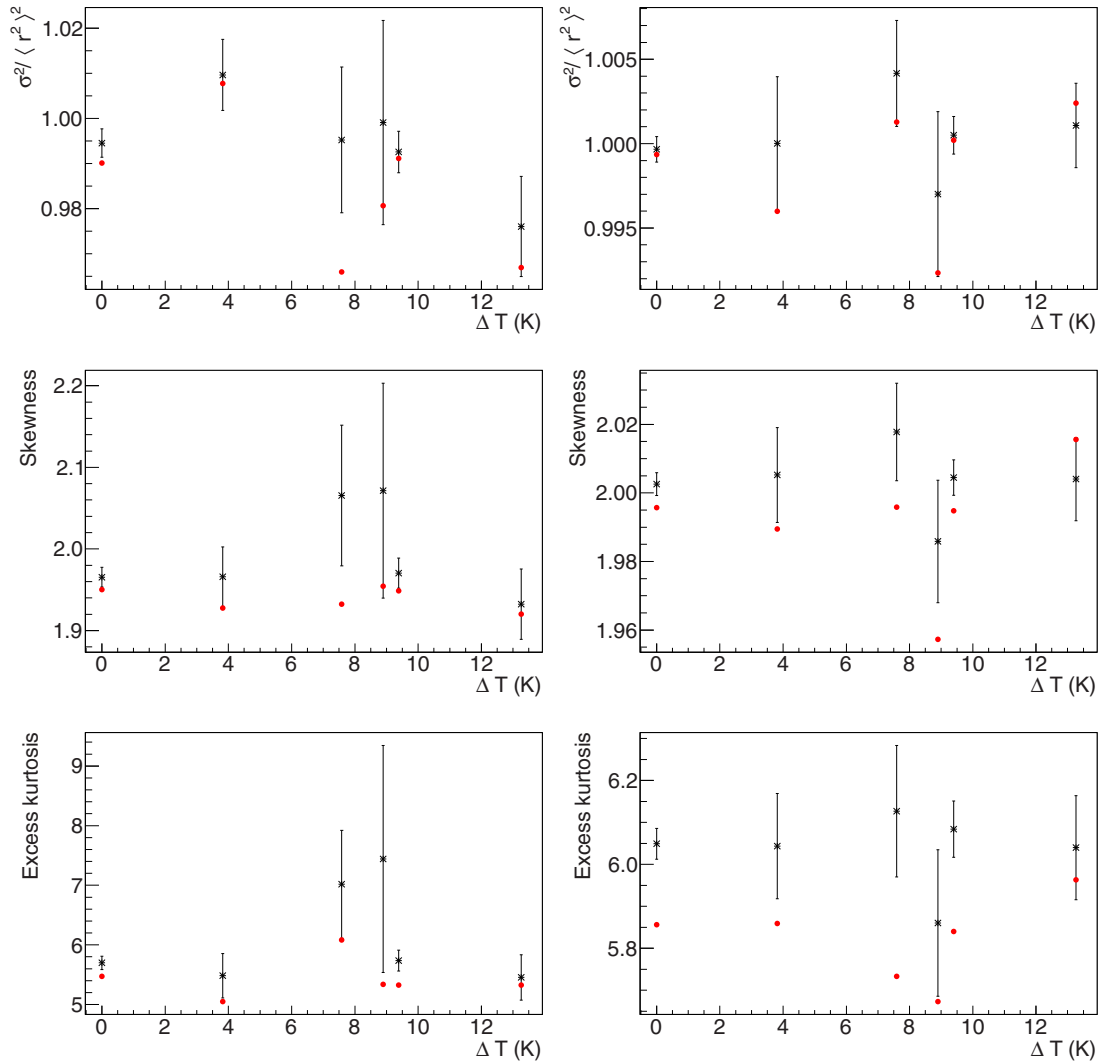 σ²/ ⟨ r² ⟩²
1.02
1.00
0.98
0 2 4 6 8 10 12
Δ T (K)
σ²/ ⟨ r² ⟩²
1.005
1.000
0.995
0 2 4 6 8 10 12
Δ T (K)
Skewness
2.2
2.1
2.0
1.9
0 2 4 6 8 10 12
Δ T (K)
Skewness
2.02
2.00
1.98
1.96
0 2 4 6 8 10 12
Δ T (K)
Excess kurtosis
9
8
7
6
5
0 2 4 6 8 10 12
Δ T (K)
Excess kurtosis
6.2
6.0
5.8
0 2 4 6 8 10 12
Δ T (K)